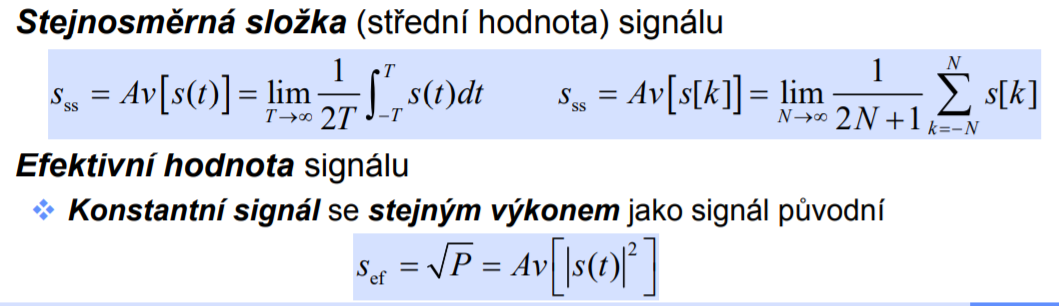 Stejnosměrná složka (střední hodnota) signálu
s_ss = Av[s(t)] = lim_{T→∞} 1/(2T) ∫_{-T}^{T} s(t)dt    s_ss = Av[s[k]] = lim_{N→∞} 1/(2N+1) ∑_{k=-N}^{N} s[k]
Efektivní hodnota signálu
❖ Konstantní signál se stejným výkonem jako signál původní
s_ef = √P = Av[|s(t)|²]